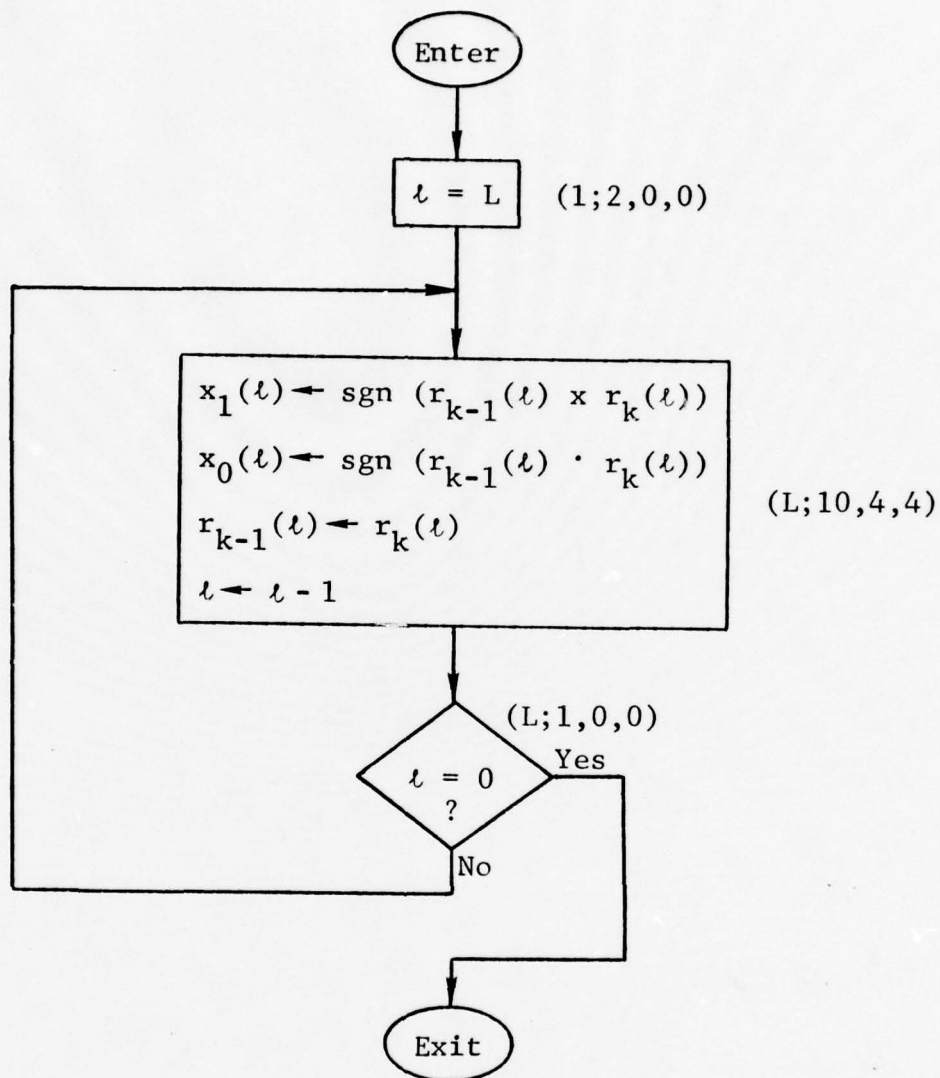 Enter
ℓ = L (1;2,0,0)
x₁(ℓ) ← sgn (rₖ₋₁(ℓ) x rₖ(ℓ))
x₀(ℓ) ← sgn (rₖ₋₁(ℓ) · rₖ(ℓ))
(L;10,4,4)
rₖ₋₁(ℓ) ← rₖ(ℓ)
ℓ ← ℓ - 1
(L;1,0,0)
Yes
ℓ = 0
?
No
Exit